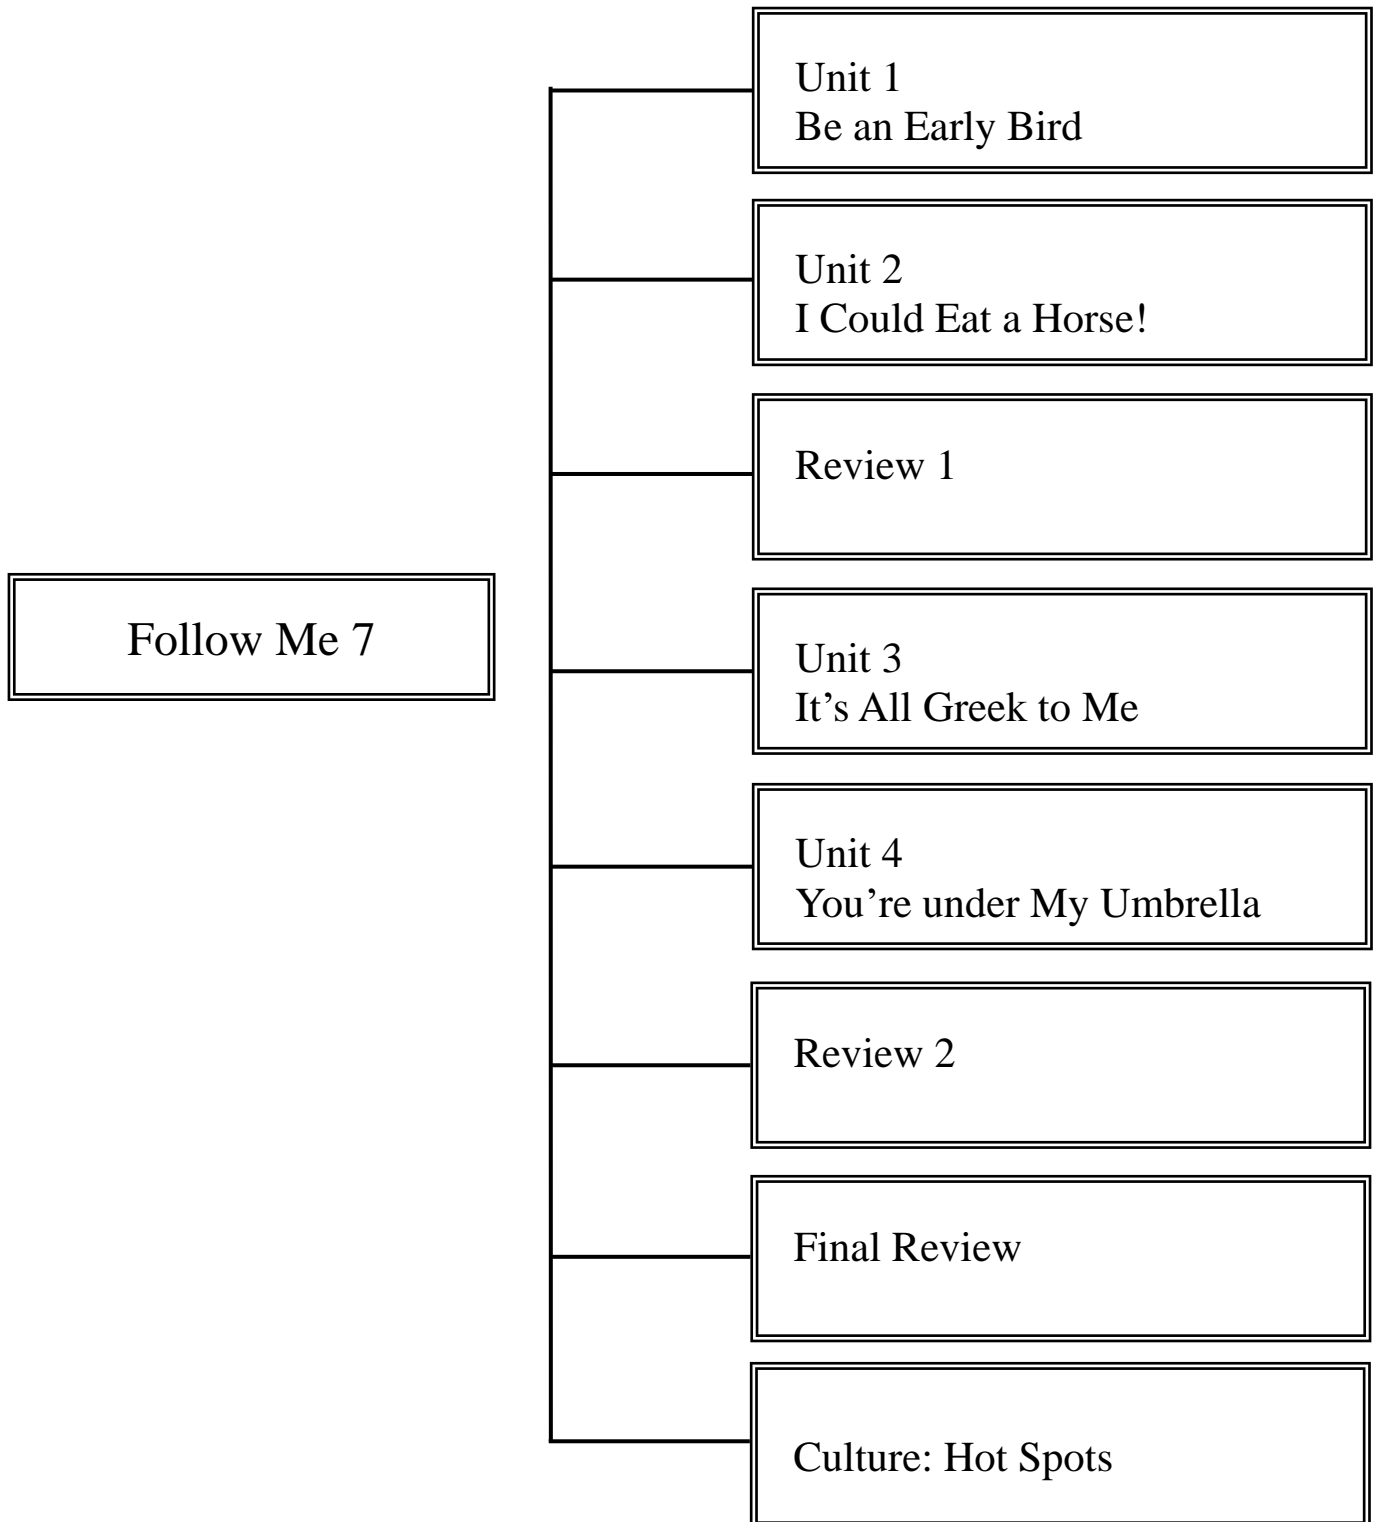 Follow Me 7
Unit 1
Be an Early Bird
Unit 2
I Could Eat a Horse!
Review 1
Unit 3
It’s All Greek to Me
Unit 4
You’re under My Umbrella
Review 2
Final Review
Culture: Hot Spots